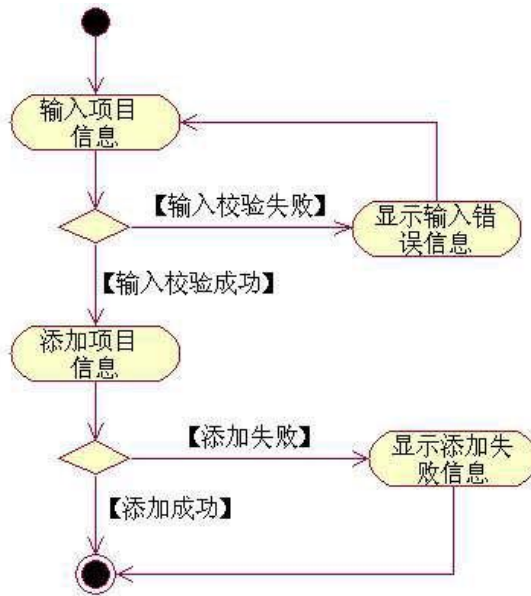 输入项目
信息
【输入校验失败】
显示输入错
误信息
【输入校验成功】
添加项目
信息
【添加失败】
显示添加失
败信息
【添加成功】